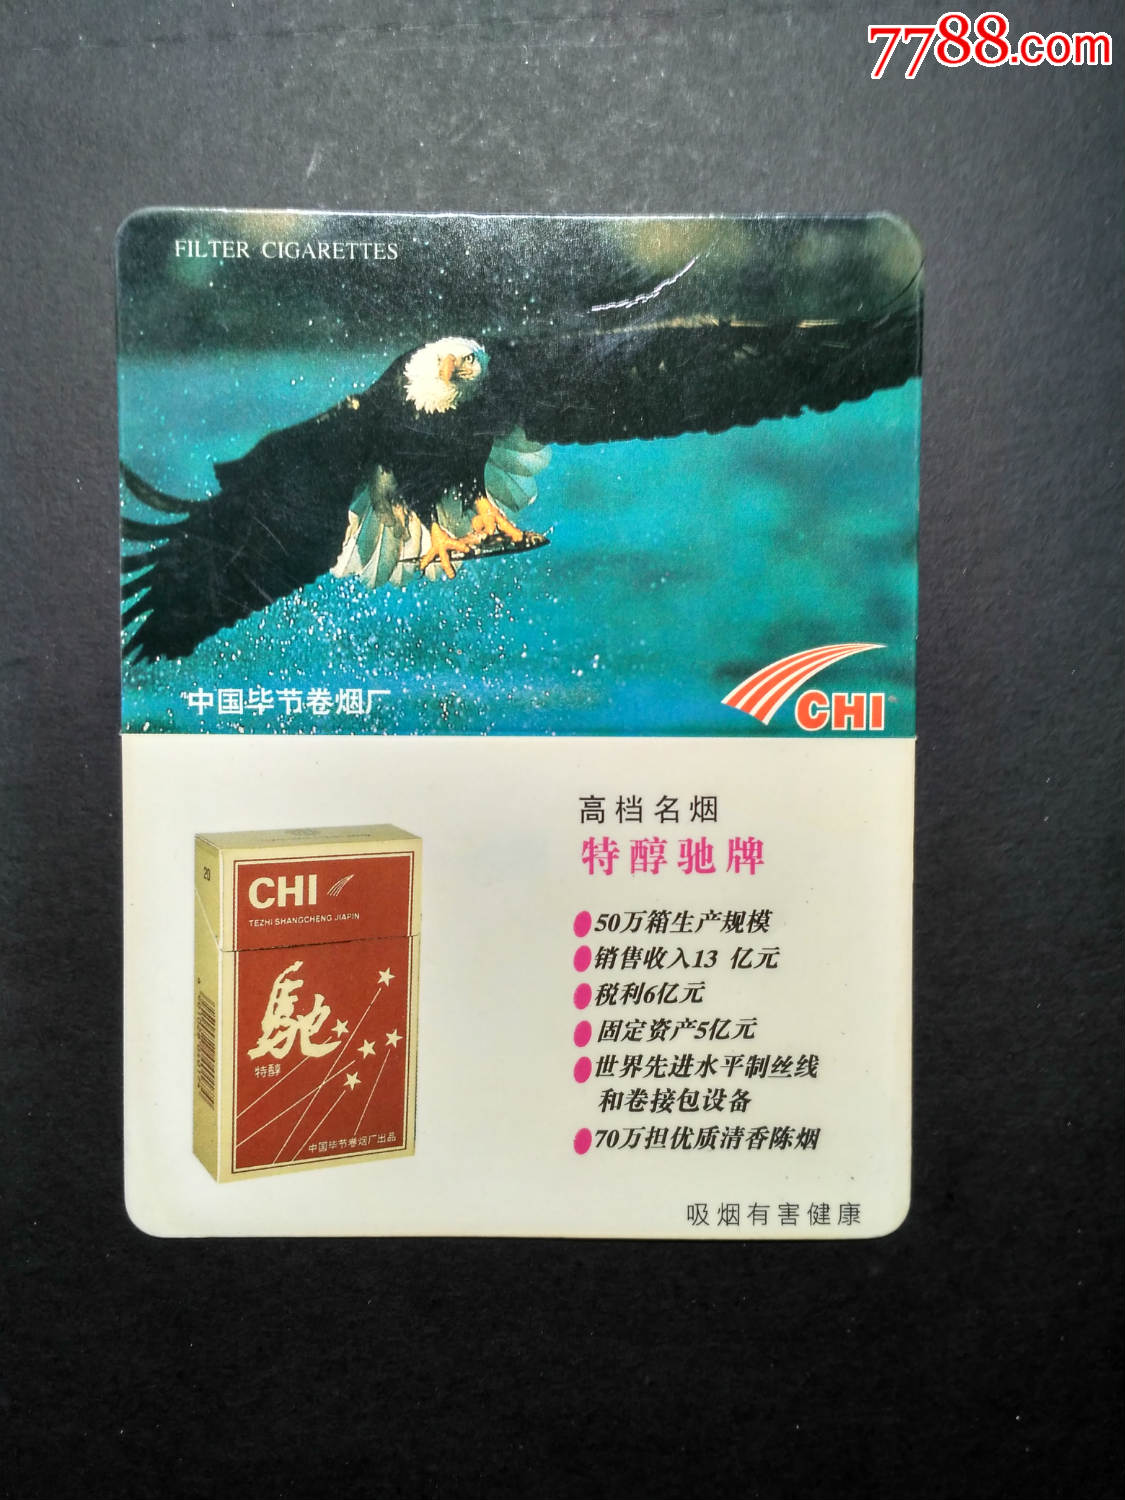 7788.com
FILTER CIGARETTES
中国毕节卷烟厂
CHI
高档名烟
特醇驰牌
50万箱生产规模
销售收入13 亿元
税利6亿元
固定资产5亿元
世界先进水平制丝线
和卷接包设备
70万担优质清香陈烟
20
CHI
TEZHI SHANGCHENG JIAPIN
馳
特醇
中国毕节卷烟厂出品
吸烟有害健康